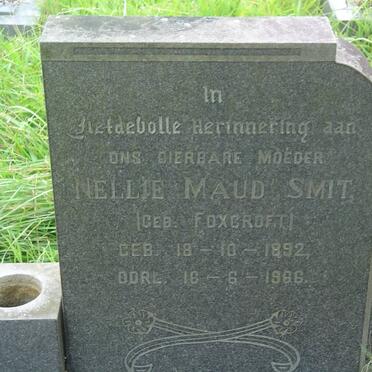 In
Liefdevolle Herinnering aan
ONS DIERBARE MOEDER
NELLIE MAUD SMIT,
(GEB. FOXCROFT)
GEB. 18-10-1892,
OORL. 16-6-1966.